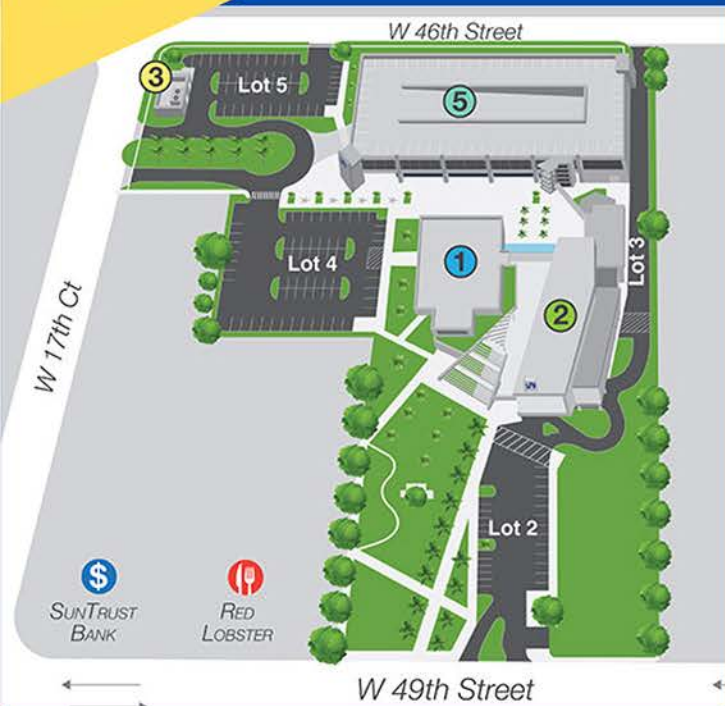 W 46th Street
3
Lot 5
5
Lot 4
1
Lot 3
2
W 17th Ct
Lot 2
$
SUNTRUST
BANK
RED
LOBSTER
W 49th Street